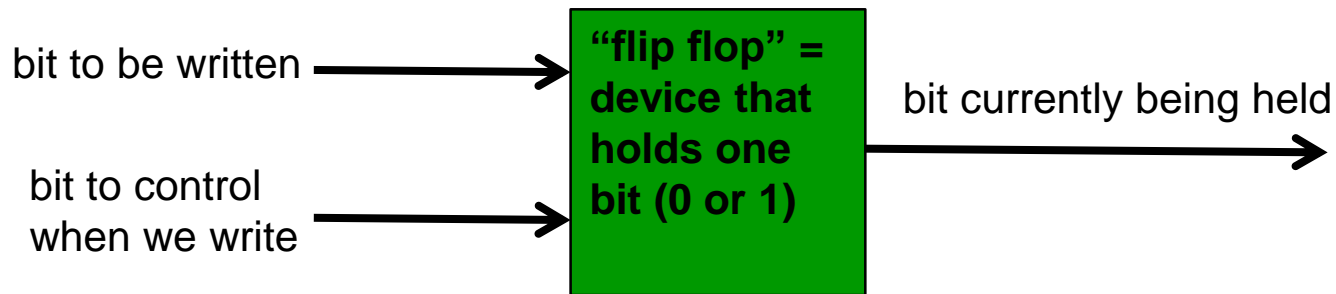 bit to be written
bit to control
when we write
“flip flop” =
device that
holds one
bit (0 or 1)
bit currently being held